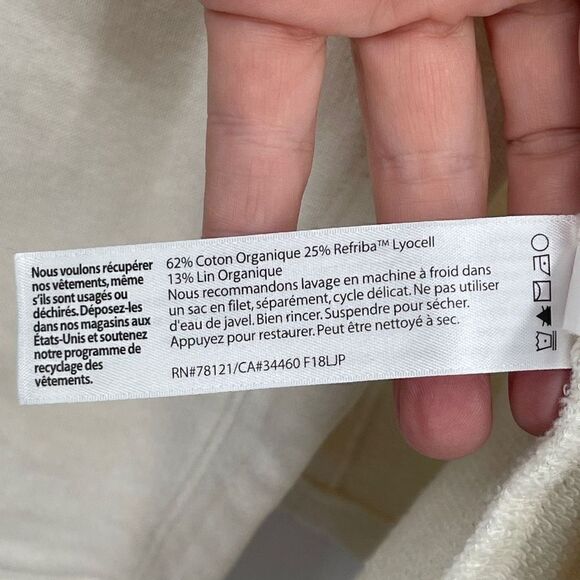 Nous voulons récupérer
nos vêtements, même
s'ils sont usagés ou
déchirés. Déposez-les
dans nos magasins aux
États-Unis et soutenez
notre programme de
recyclage des
vêtements.
62% Coton Organique 25% Refriba™ Lyocell
13% Lin Organique
Nous recommandons lavage en machine à froid dans
un sac en filet, séparément, cycle délicat. Ne pas utiliser
d'eau de javel. Bien rincer. Suspendre pour sécher.
Appuyez pour restaurer. Peut être nettoyé à sec.
RN#78121/CA#34460 F18LJP